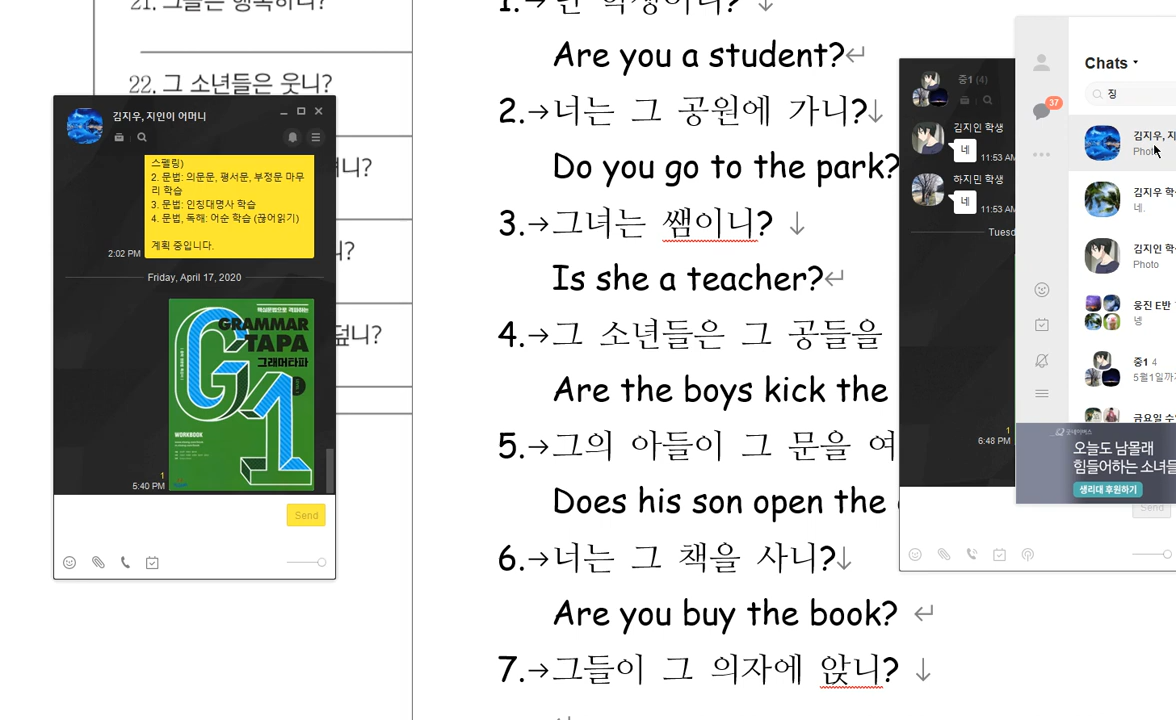 21. 그들은 행복하니?
22. 그 소년들은 웃니?
김지우, 지인이 어머니
스펠링)
2. 문법: 의문문, 평서문, 부정문 마무
리 학습
3. 문법: 인칭대명사 학습
4. 문법, 독해: 어순 학습 (끊어읽기)
계획 중입니다.
2:02 PM
Friday, April 17, 2020
GRAMMAR
TAPA
그래머타파
G1
WORKBOOK
1
5:40 PM
Send
Are you a student?
2.→너는 그 공원에 가니?↓
Do you go to the park?
3.→그녀는 쌤이니? ↓
Is she a teacher?↵
4.→그 소년들은 그 공들을
Are the boys kick the
5.→그의 아들이 그 문을 여
Does his son open the
6.→너는 그 책을 사니?↓
Are you buy the book? ↵
7.→그들이 그 의자에 앉니? ↓
중1 (4)
김지인 학생
네
11:53 AM
하지민 학생
네
11:53 AM
Tuesd
1
6:48 PM
Chats
징
37
김지우, 지
Phot
김지우 학
네.
김지인 학
Photo
웅진 E반
넹
중1 4
5월1일까지
금요일 수
굿네이버스
오늘도 남몰래
힘들어하는 소녀들
생리대 후원하기
Send